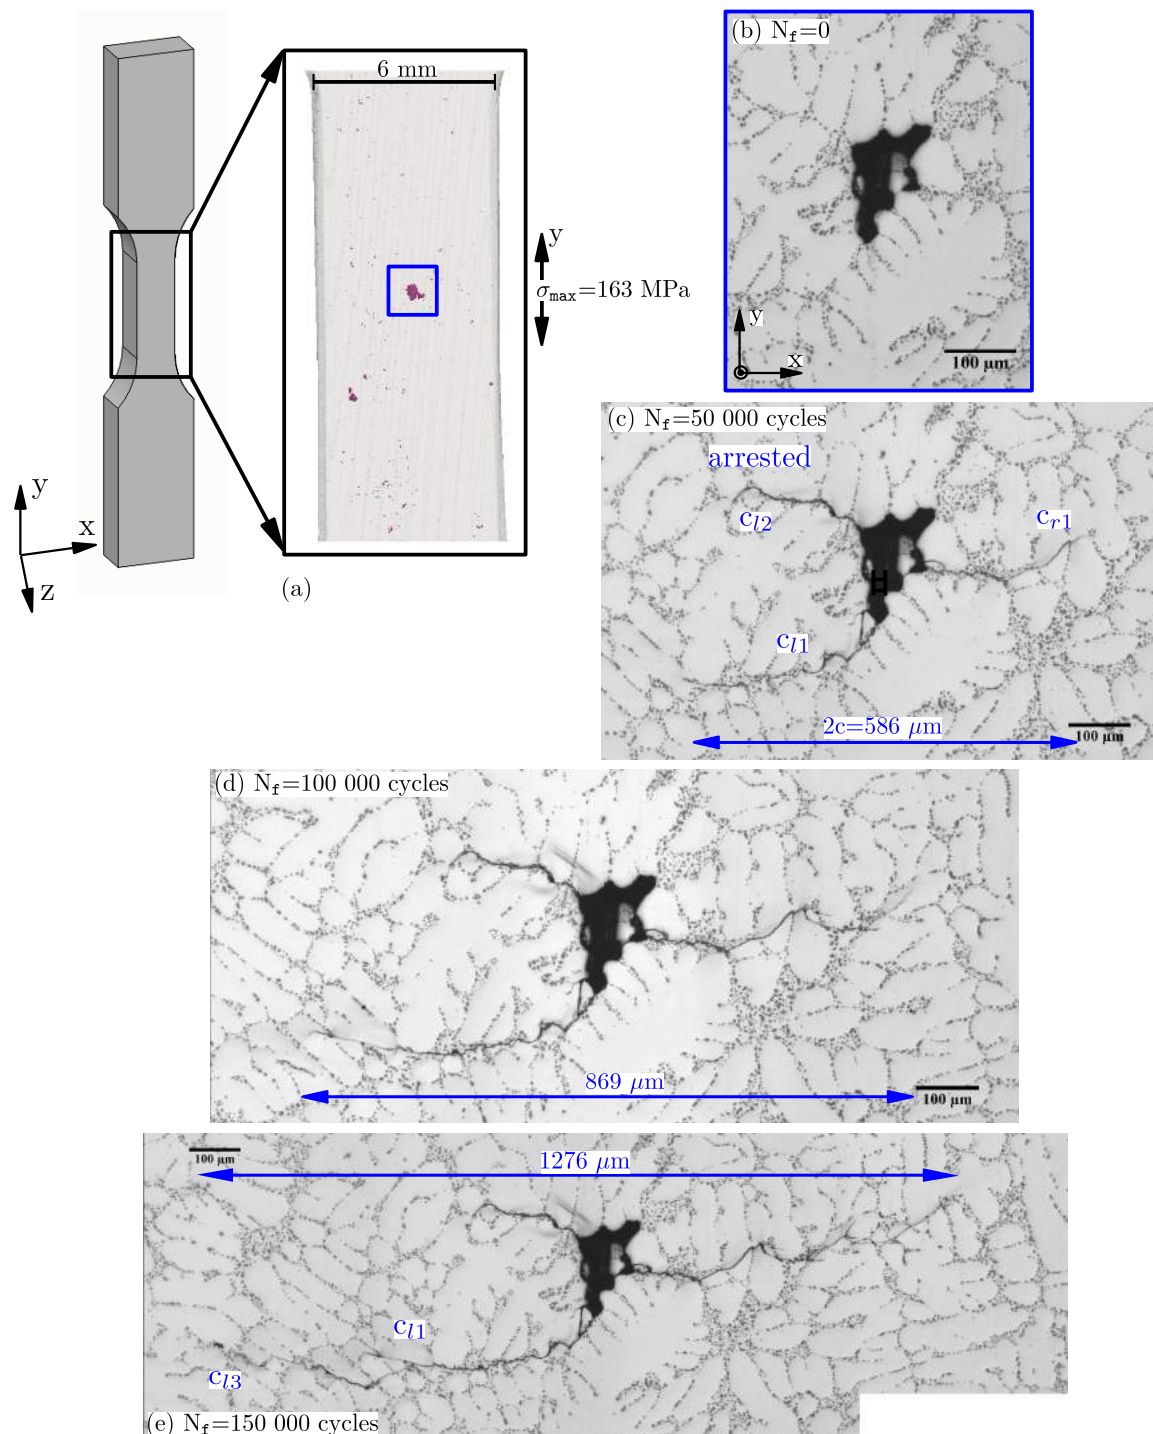 6 mm
y
σmax=163 MPa
y
x
z
(a)
(b) Nf=0
y
x
100 μm
(c) Nf=50 000 cycles
arrested
cl2
cr1
cl1
2c=586 μm
100 μm
(d) Nf=100 000 cycles
869 μm
100 μm
100 μm
1276 μm
cl1
cl3
(e) Nf=150 000 cycles